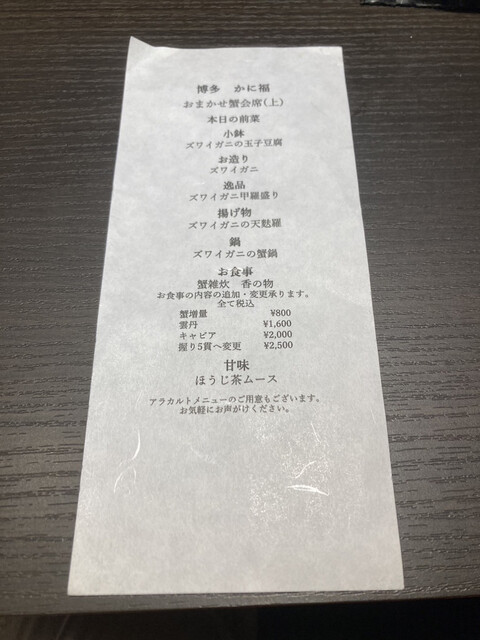 博多　かに福
おまかせ蟹会席(上)
本日の前菜
小鉢
ズワイガニの玉子豆腐
お造り
ズワイガニ
逸品
ズワイガニ甲羅盛り
揚げ物
ズワイガニの天麩羅
鍋
ズワイガニの蟹鍋
お食事
蟹雑炊　香の物
お食事の内容の追加・変更承ります。
全て税込
蟹増量 ¥800
雲丹 ¥1,600
キャビア ¥2,000
握り5貫へ変更 ¥2,500
甘味
ほうじ茶ムース
アラカルトメニューのご用意もございます。
お気軽にお声がけください。